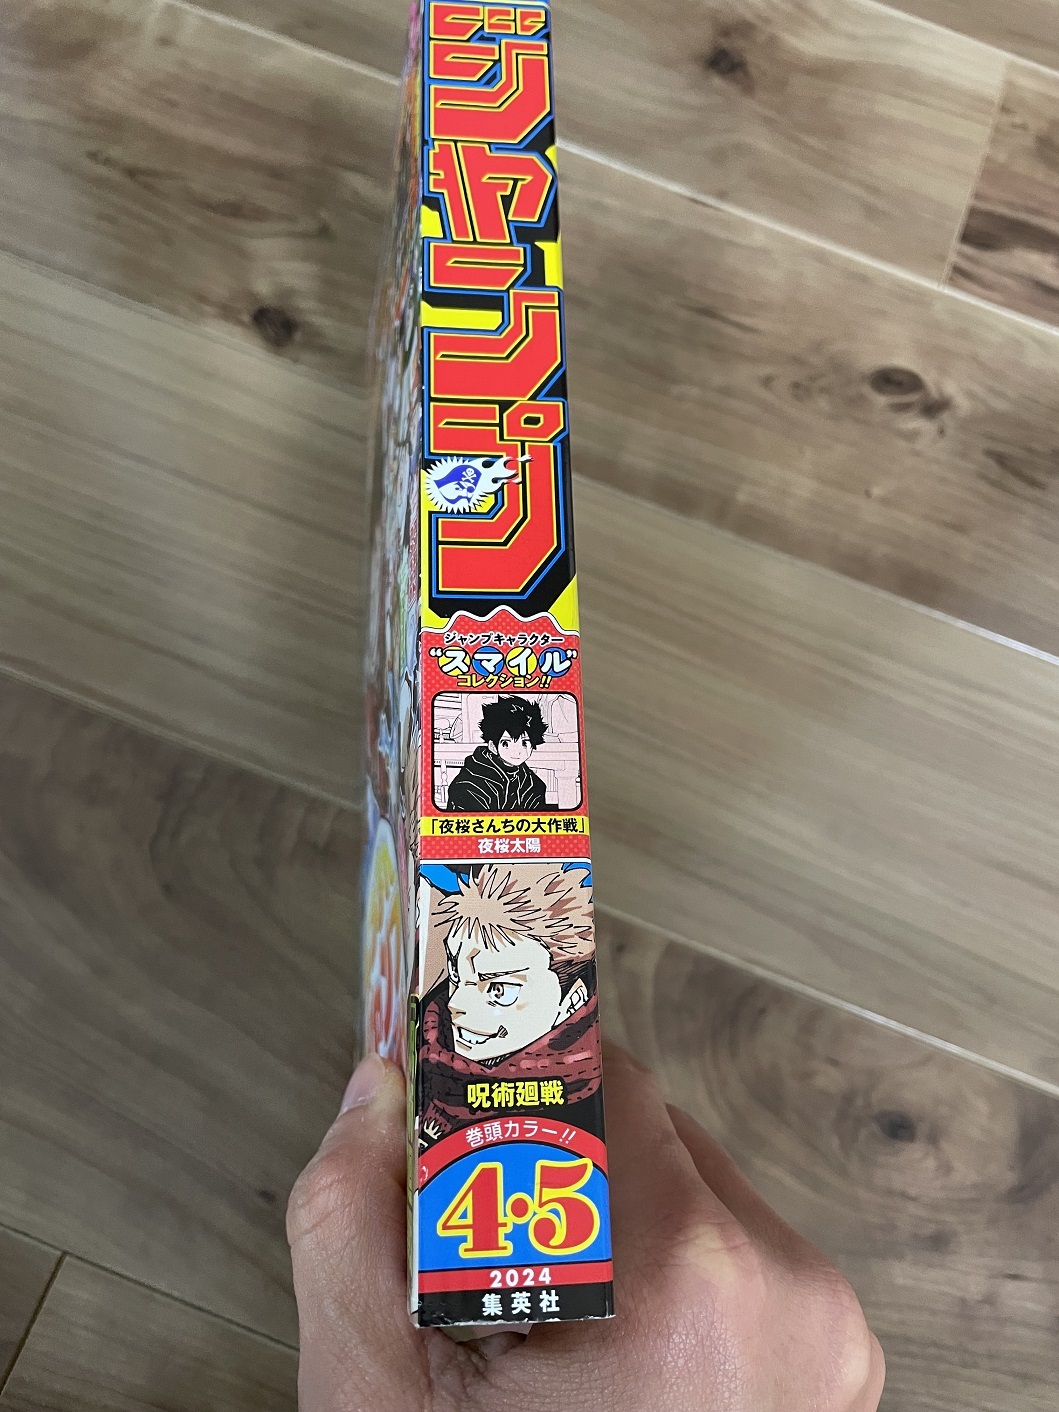 ジャンプ
ジャンプキャラクター
“スマイル”
コレクション!!
「夜桜さんちの大作戦」
夜桜太陽
呪術廻戦
巻頭カラー!!
4・5
2024
集英社